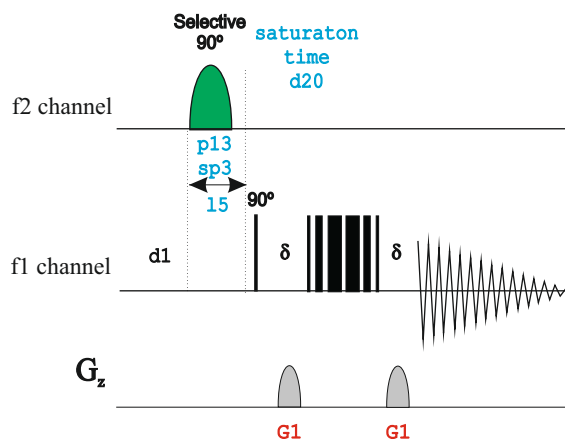 Selective
90º
saturaton
time
d20
f2 channel
p13
sp3
l5
90º
d1
δ
δ
f1 channel
Gz
G1
G1